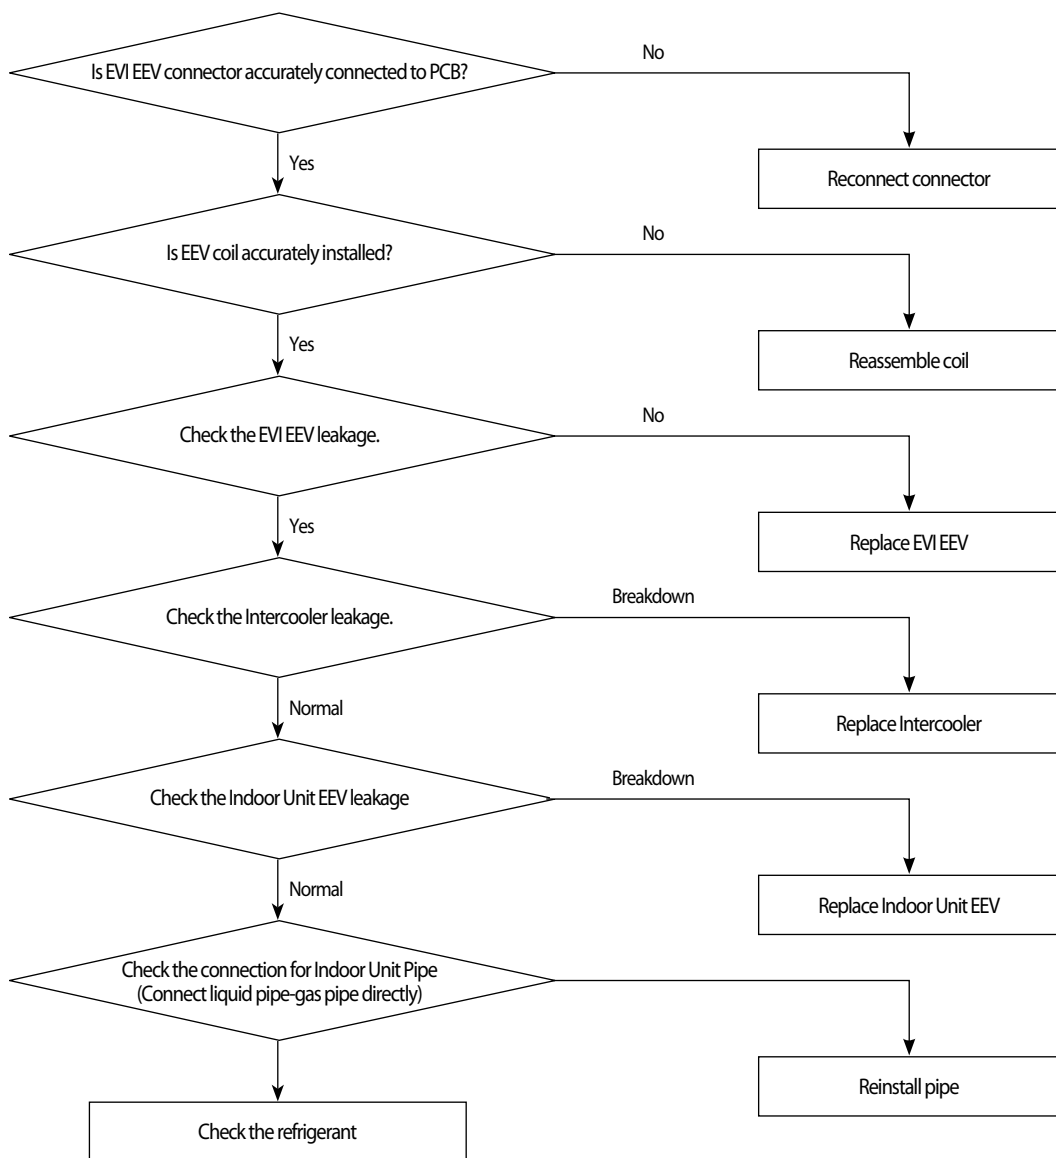 Is EVI EEV connector accurately connected to PCB?
No
Yes
Reconnect connector
Is EEV coil accurately installed?
No
Yes
Reassemble coil
Check the EVI EEV leakage.
No
Yes
Replace EVI EEV
Check the Intercooler leakage.
Breakdown
Normal
Replace Intercooler
Check the Indoor Unit EEV leakage
Breakdown
Normal
Replace Indoor Unit EEV
Check the connection for Indoor Unit Pipe
(Connect liquid pipe-gas pipe directly)
Reinstall pipe
Check the refrigerant